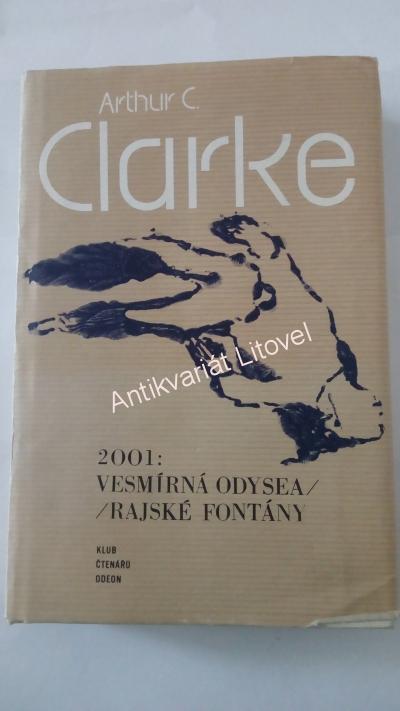 Arthur C.
Clarke
Antikvariát Litovel
2001:
VESMÍRNÁ ODYSEA/
/RAJSKÉ FONTÁNY
KLUB
ČTENÁŘŮ
ODEON